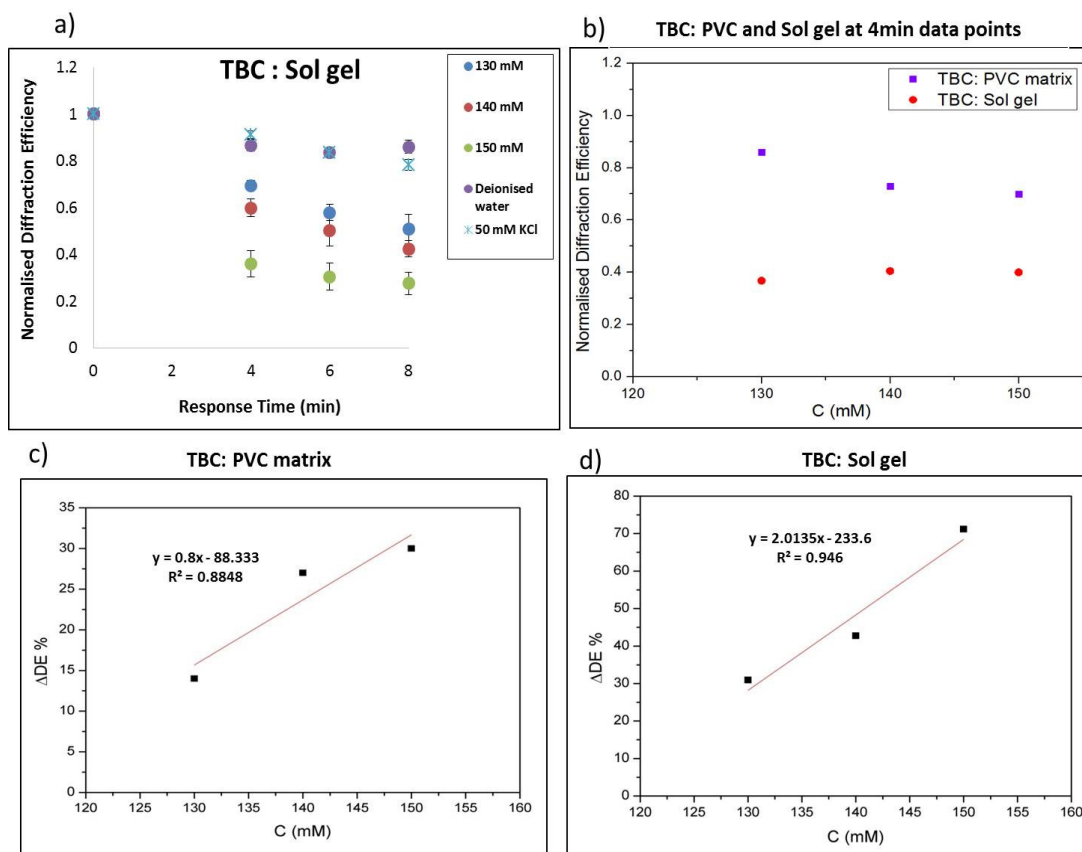 a)
TBC : Sol gel
Normalised Diffraction Efficiency
1.2
1
0.8
0.6
0.4
0.2
0
0
2
4
6
8
Response Time (min)
130 mM
140 mM
150 mM
Deionised
water
50 mM KCl
b)
TBC: PVC and Sol gel at 4min data points
Normalised Diffraction Efficiency
1.2
1.0
0.8
0.6
0.4
0.2
0.0
120
130
140
150
C (mM)
TBC: PVC matrix
TBC: Sol gel
c)
TBC: PVC matrix
ΔDE %
35
30
25
20
15
10
5
0
y = 0.8x - 88.333
R² = 0.8848
120
125
130
135
140
145
150
155
160
C (mM)
d)
TBC: Sol gel
ΔDE %
80
70
60
50
40
30
20
10
0
y = 2.0135x - 233.6
R² = 0.946
120
125
130
135
140
145
150
155
160
C (mM)